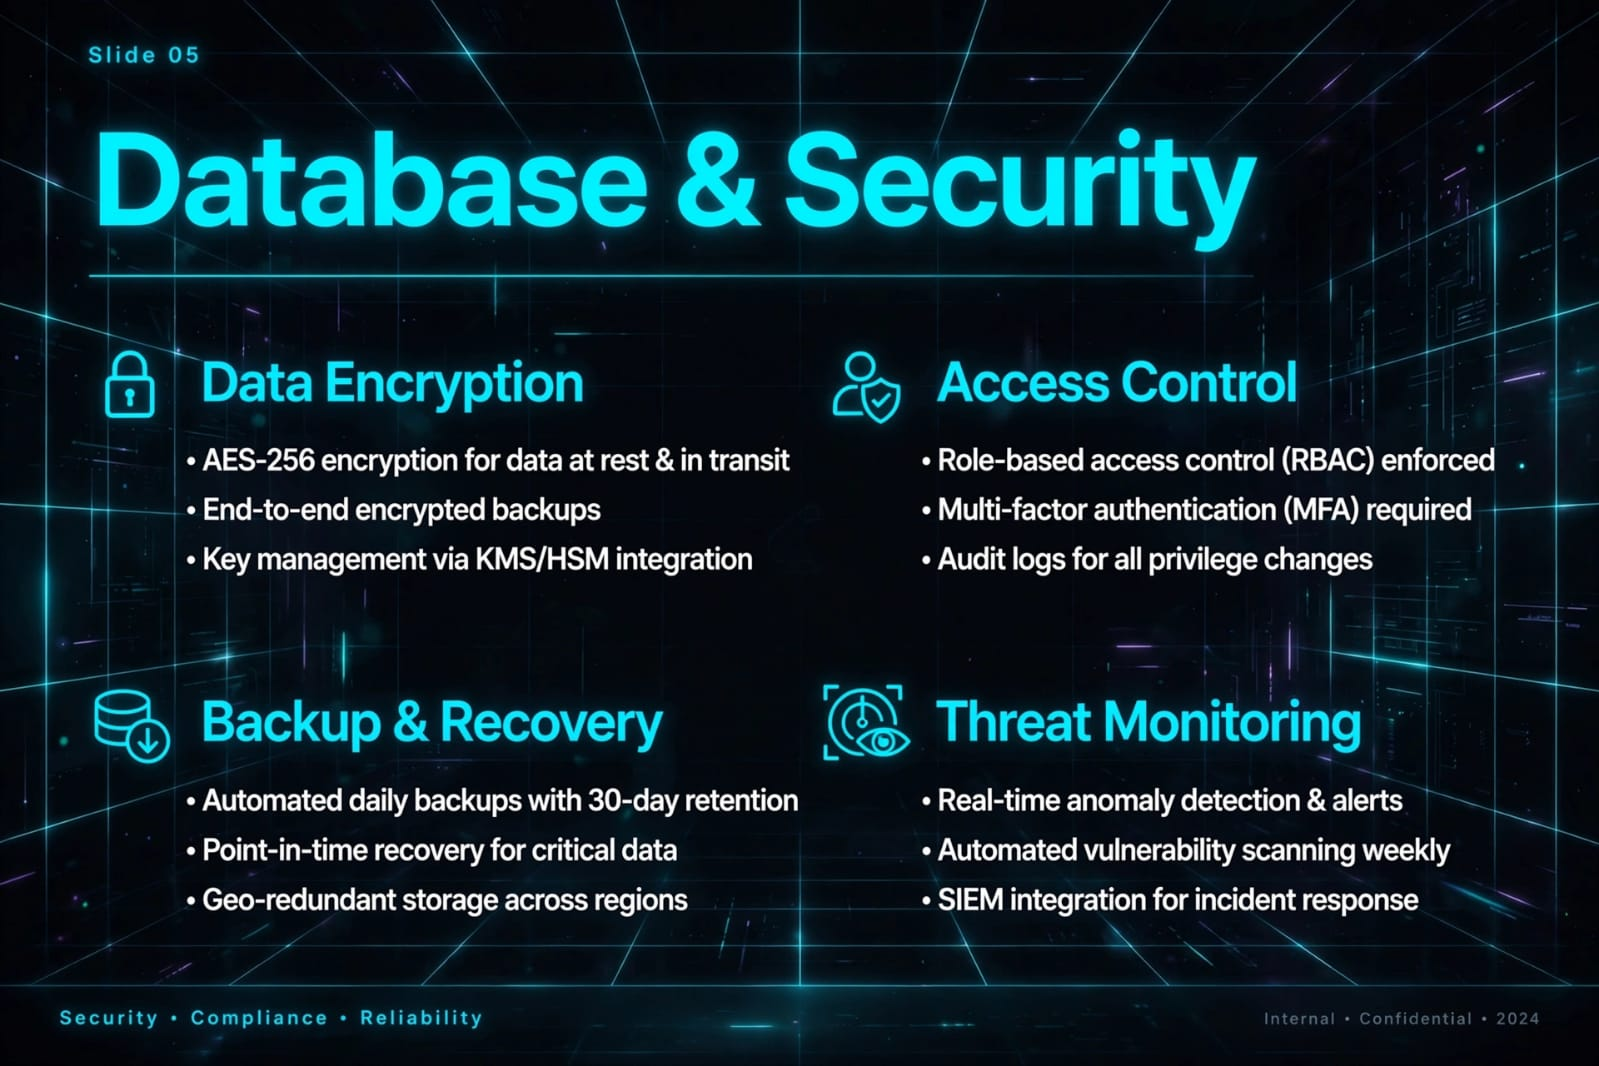 Slide 05
Database & Security
Data Encryption
• AES-256 encryption for data at rest & in transit
• End-to-end encrypted backups
• Key management via KMS/HSM integration
Access Control
• Role-based access control (RBAC) enforced
• Multi-factor authentication (MFA) required
• Audit logs for all privilege changes
Backup & Recovery
• Automated daily backups with 30-day retention
• Point-in-time recovery for critical data
• Geo-redundant storage across regions
Threat Monitoring
• Real-time anomaly detection & alerts
• Automated vulnerability scanning weekly
• SIEM integration for incident response
Security • Compliance • Reliability
Internal • Confidential • 2024